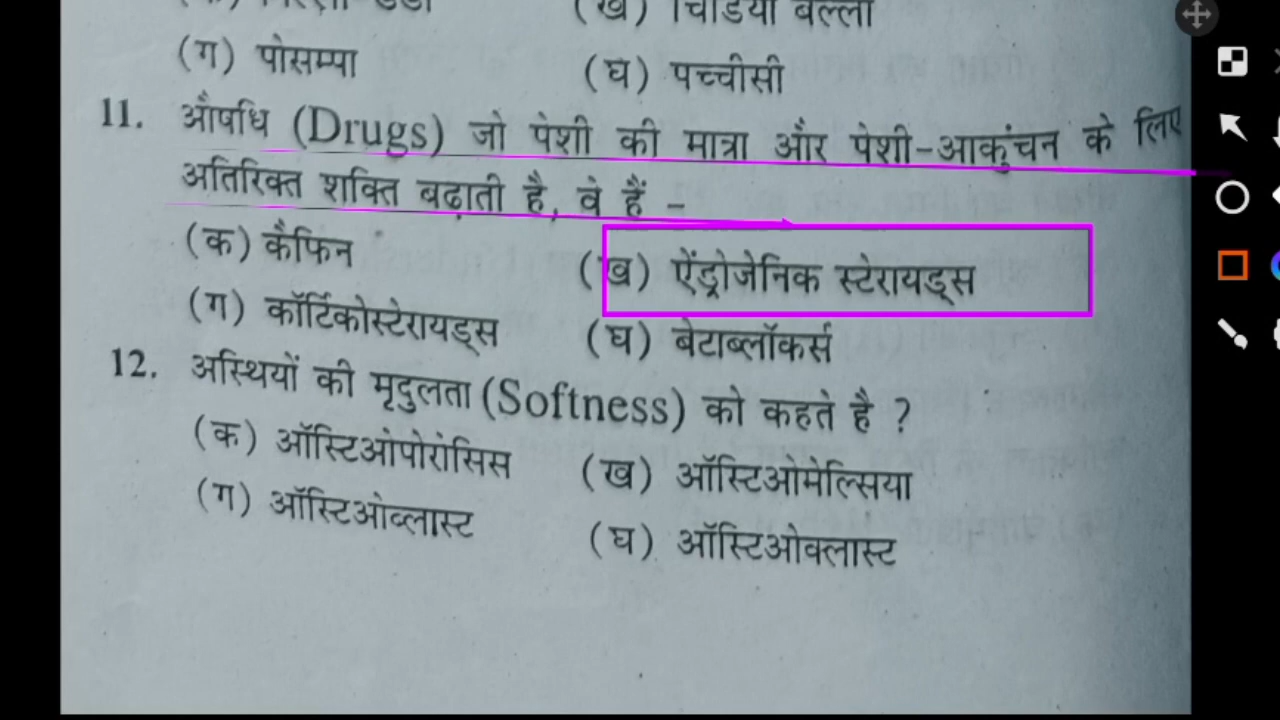 (ख) चिडिया बल्ला
(ग) पोसम्पा (घ) पच्चीसी
11. औषधि (Drugs) जो पेशी की मात्रा और पेशी-आकुंचन के लिए
अतिरिक्त शक्ति बढ़ाती है, वे हैं -
(क) कैफिन (ख) ऐंड्रोजेनिक स्टेरायड्स
(ग) कॉर्टिकोस्टेरायड्स (घ) बेटाब्लॉकर्स
12. अस्थियों की मृदुलता (Softness) को कहते है ?
(क) ऑस्टिओपोरोसिस (ख) ऑस्टिओमेल्सिया
(ग) ऑस्टिओब्लास्ट (घ) ऑस्टिओक्लास्ट